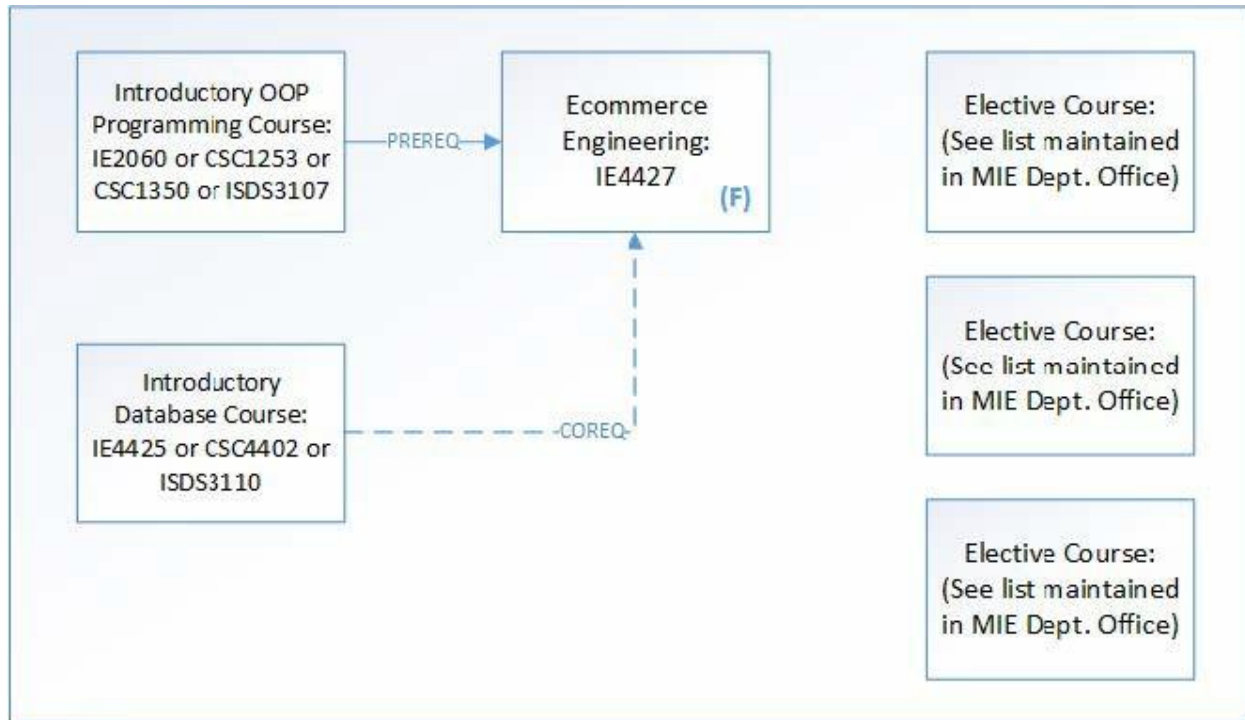 Introductory OOP
Programming Course:
IE2060 or CSC1253 or
CSC1350 or ISDS3107
PREREQ
Ecommerce
Engineering:
IE4427
(F)
Introductory
Database Course:
IE4425 or CSC4402 or
ISDS3110
COREQ
Elective Course:
(See list maintained
in MIE Dept. Office)
Elective Course:
(See list maintained
in MIE Dept. Office)
Elective Course:
(See list maintained
in MIE Dept. Office)